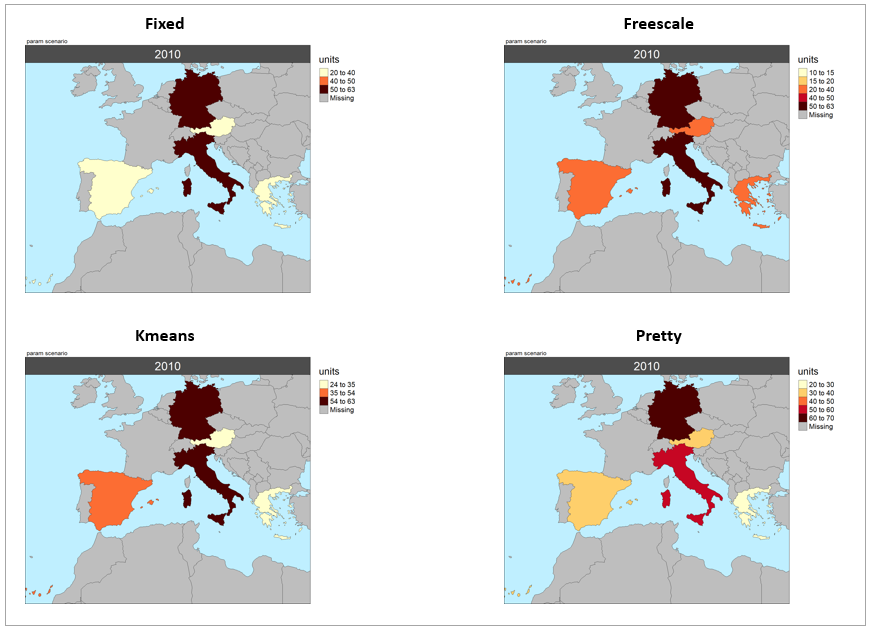 Fixed
param scenario
2010
units
20 to 40
40 to 50
50 to 63
Missing
Freescale
param scenario
2010
units
10 to 15
15 to 20
20 to 40
40 to 50
50 to 63
Missing
Kmeans
param scenario
2010
units
24 to 35
35 to 54
54 to 63
Missing
Pretty
param scenario
2010
units
20 to 30
30 to 40
40 to 50
50 to 60
60 to 70
Missing